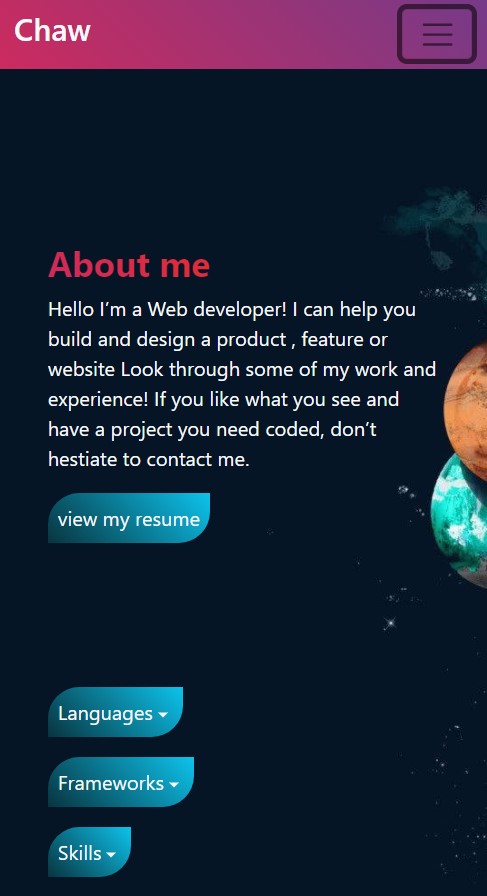 Chaw
About me
Hello I’m a Web developer! I can help you
build and design a product , feature or
website Look through some of my work and
experience! If you like what you see and
have a project you need coded, don’t
hestiate to contact me.
view my resume
Languages
Frameworks
Skills